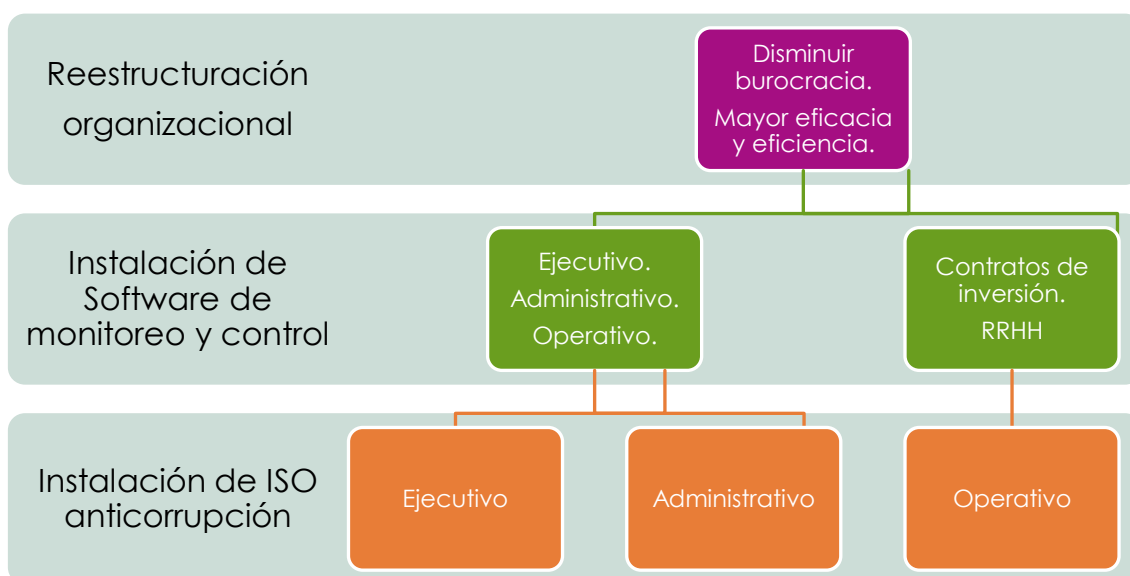 Reestructuración
organizacional
Disminuir
burocracia.
Mayor eficacia
y eficiencia.
Instalación de
Software de
monitoreo y control
Ejecutivo.
Administrativo.
Operativo.
Contratos de
inversión.
RRHH
Instalación de ISO
anticorrupción
Ejecutivo
Administrativo
Operativo